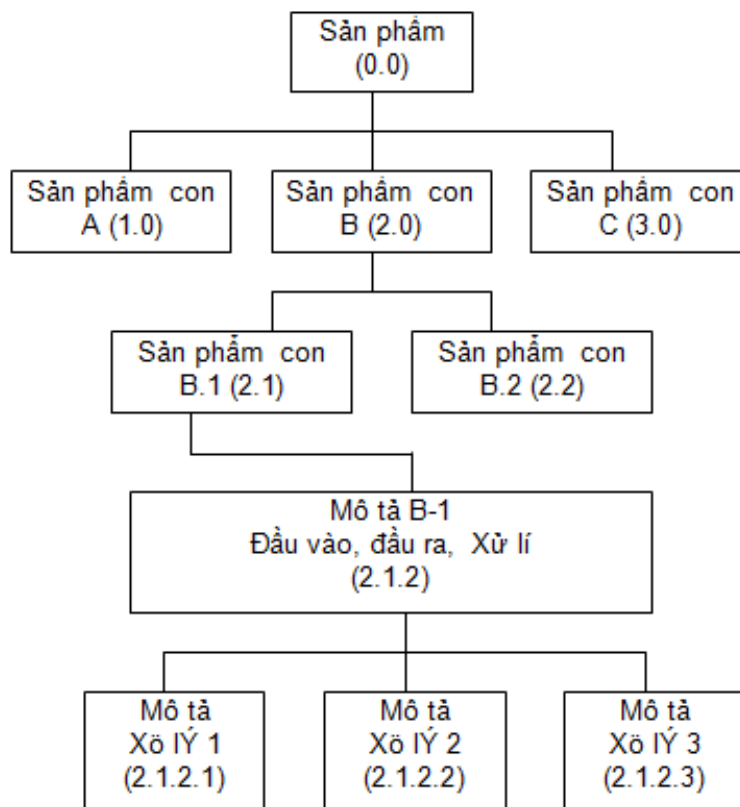 Sản phẩm
(0.0)
Sản phẩm con
A (1.0)
Sản phẩm con
B (2.0)
Sản phẩm con
C (3.0)
Sản phẩm con
B.1 (2.1)
Sản phẩm con
B.2 (2.2)
Mô tả B-1
Đầu vào, đầu ra, Xử lí
(2.1.2)
Mô tả
Xö lÝ 1
(2.1.2.1)
Mô tả
Xö lÝ 2
(2.1.2.2)
Mô tả
Xö lÝ 3
(2.1.2.3)